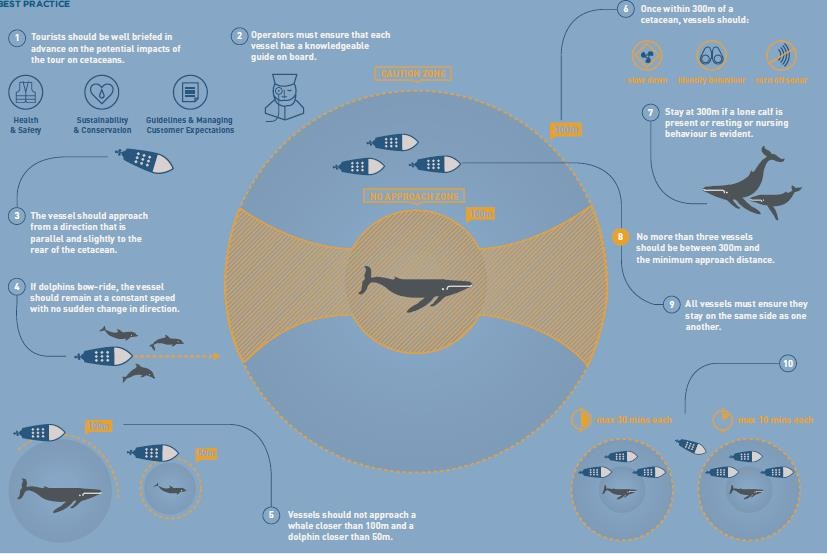 BEST PRACTICE
1
Tourists should be well briefed in
advance on the potential impacts of
the tour on cetaceans.
Health
& Safety
Sustainability
& Conservation
Guidelines & Managing
Customer Expectations
2
Operators must ensure that each
vessel has a knowledgeable
guide on board.
3
The vessel should approach
from a direction that is
parallel and slightly to the
rear of the cetacean.
4
If dolphins bow-ride, the vessel
should remain at a constant speed
with no sudden change in direction.
100m
50m
5
Vessels should not approach a
whale closer than 100m and a
dolphin closer than 50m.
CAUTION ZONE
300m
NO APPROACH ZONE
100m
6
Once within 300m of a
cetacean, vessels should:
slow down
identify behaviour
turn off sonar
7
Stay at 300m if a lone calf is
present or resting or nursing
behaviour is evident.
8
No more than three vessels
should be between 300m and
the minimum approach distance.
9
All vessels must ensure they
stay on the same side as one
another.
10
max 30 mins each
max 10 mins each